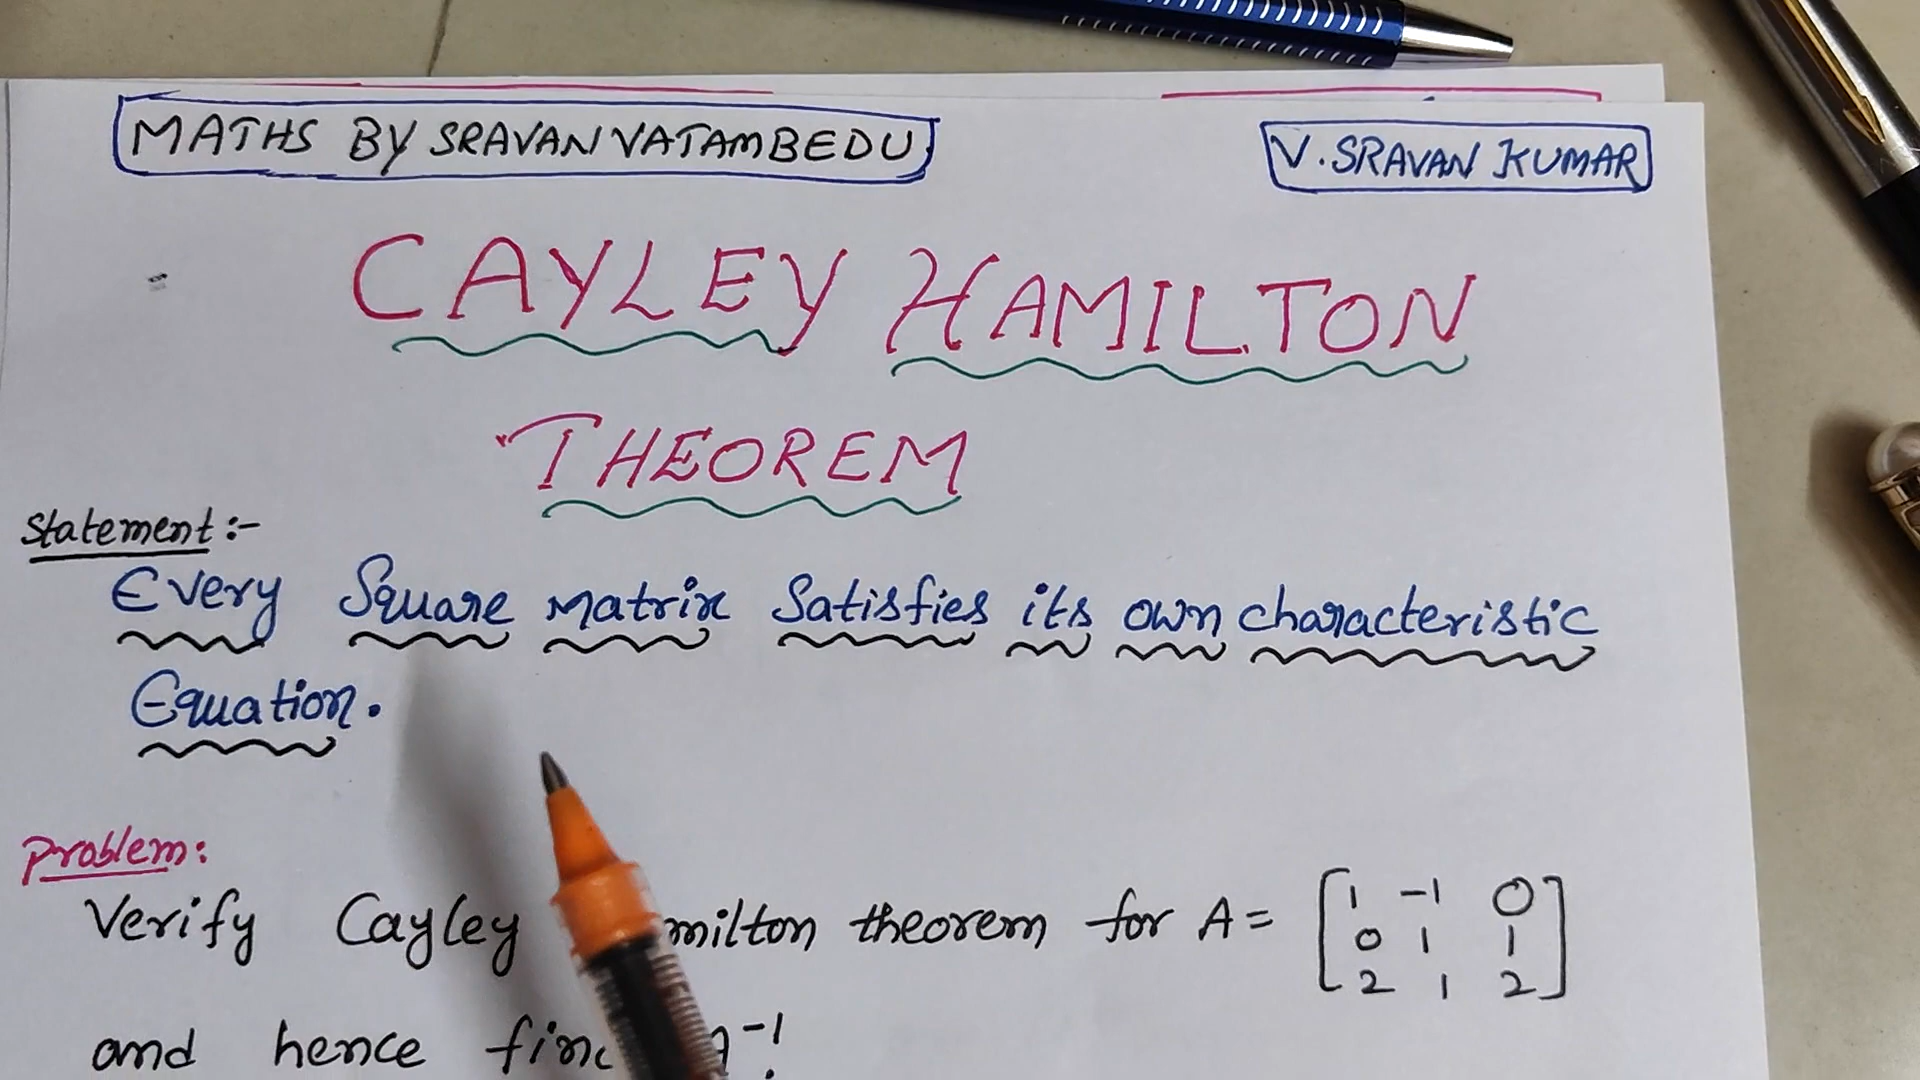 MATHS BY SRAVAN VATAMBEDU
V. SRAVAN KUMAR
CAYLEY HAMILTON
THEOREM
Statement:-
Every Square matrix Satisfies its own characteristic
Equation.
Problem:
Verify Cayley milton theorem for A = [1 -1 0
0 1 1
2 1 2]
and hence A⁻¹.